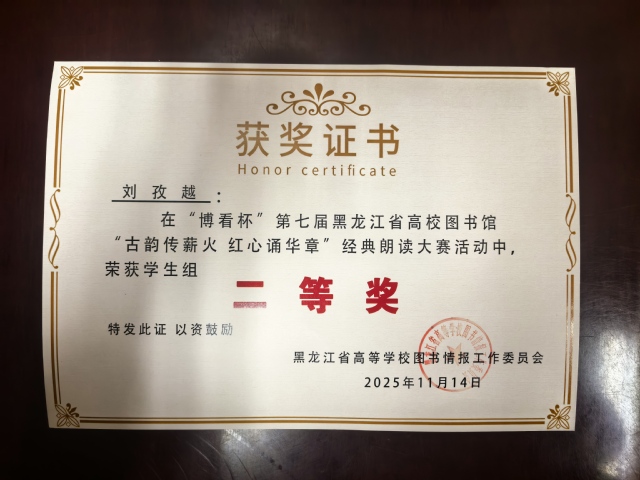 获奖证书
Honor certificate
刘孜越：
在“博看杯”第七届黑龙江省高校图书馆
“古韵传薪火 红心诵华章”经典朗读大赛活动中，
荣获学生组
二等奖
特发此证 以资鼓励
黑龙江省高等学校图书情报工作委员会
2025年11月14日